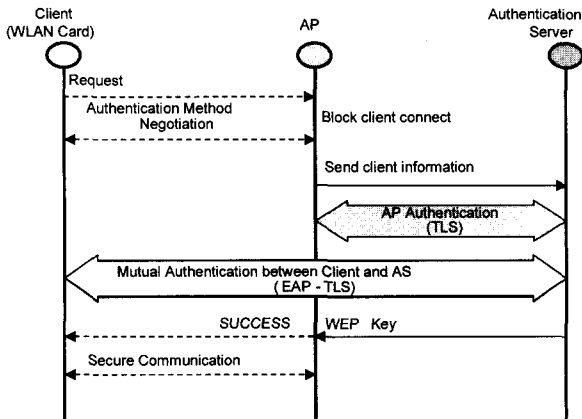 Client
(WLAN Card)
AP
Authentication
Server
Request
Authentication Method
Negotiation
Block client connect
Send client information
AP Authentication
(TLS)
Mutual Authentication between Client and AS
( EAP - TLS)
SUCCESS
WEP Key
Secure Communication